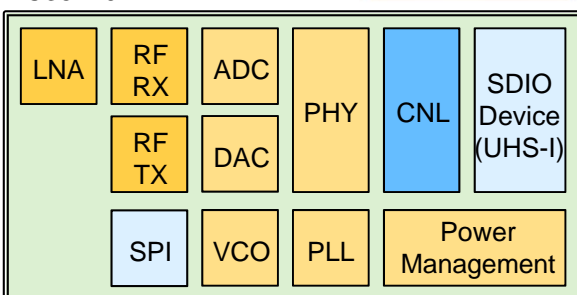 LNA
RF
RX
ADC
PHY
CNL
SDIO
Device
(UHS-I)
RF
TX
DAC
SPI
VCO
PLL
Power
Management